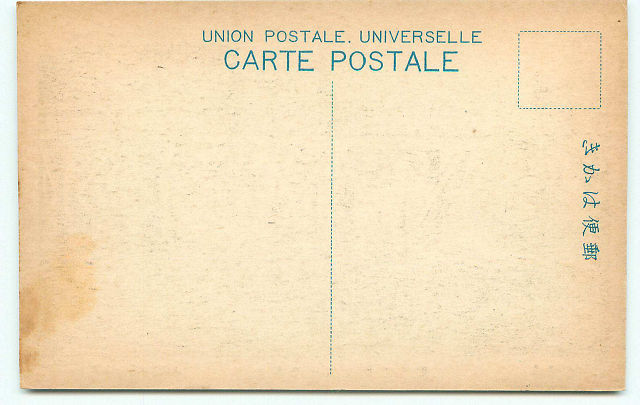 UNION POSTALE. UNIVERSELLE
CARTE POSTALE
きかは便郵